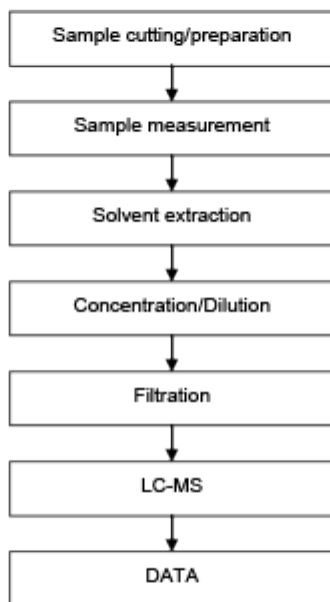 Sample cutting/preparation
Sample measurement
Solvent extraction
Concentration/Dilution
Filtration
LC-MS
DATA